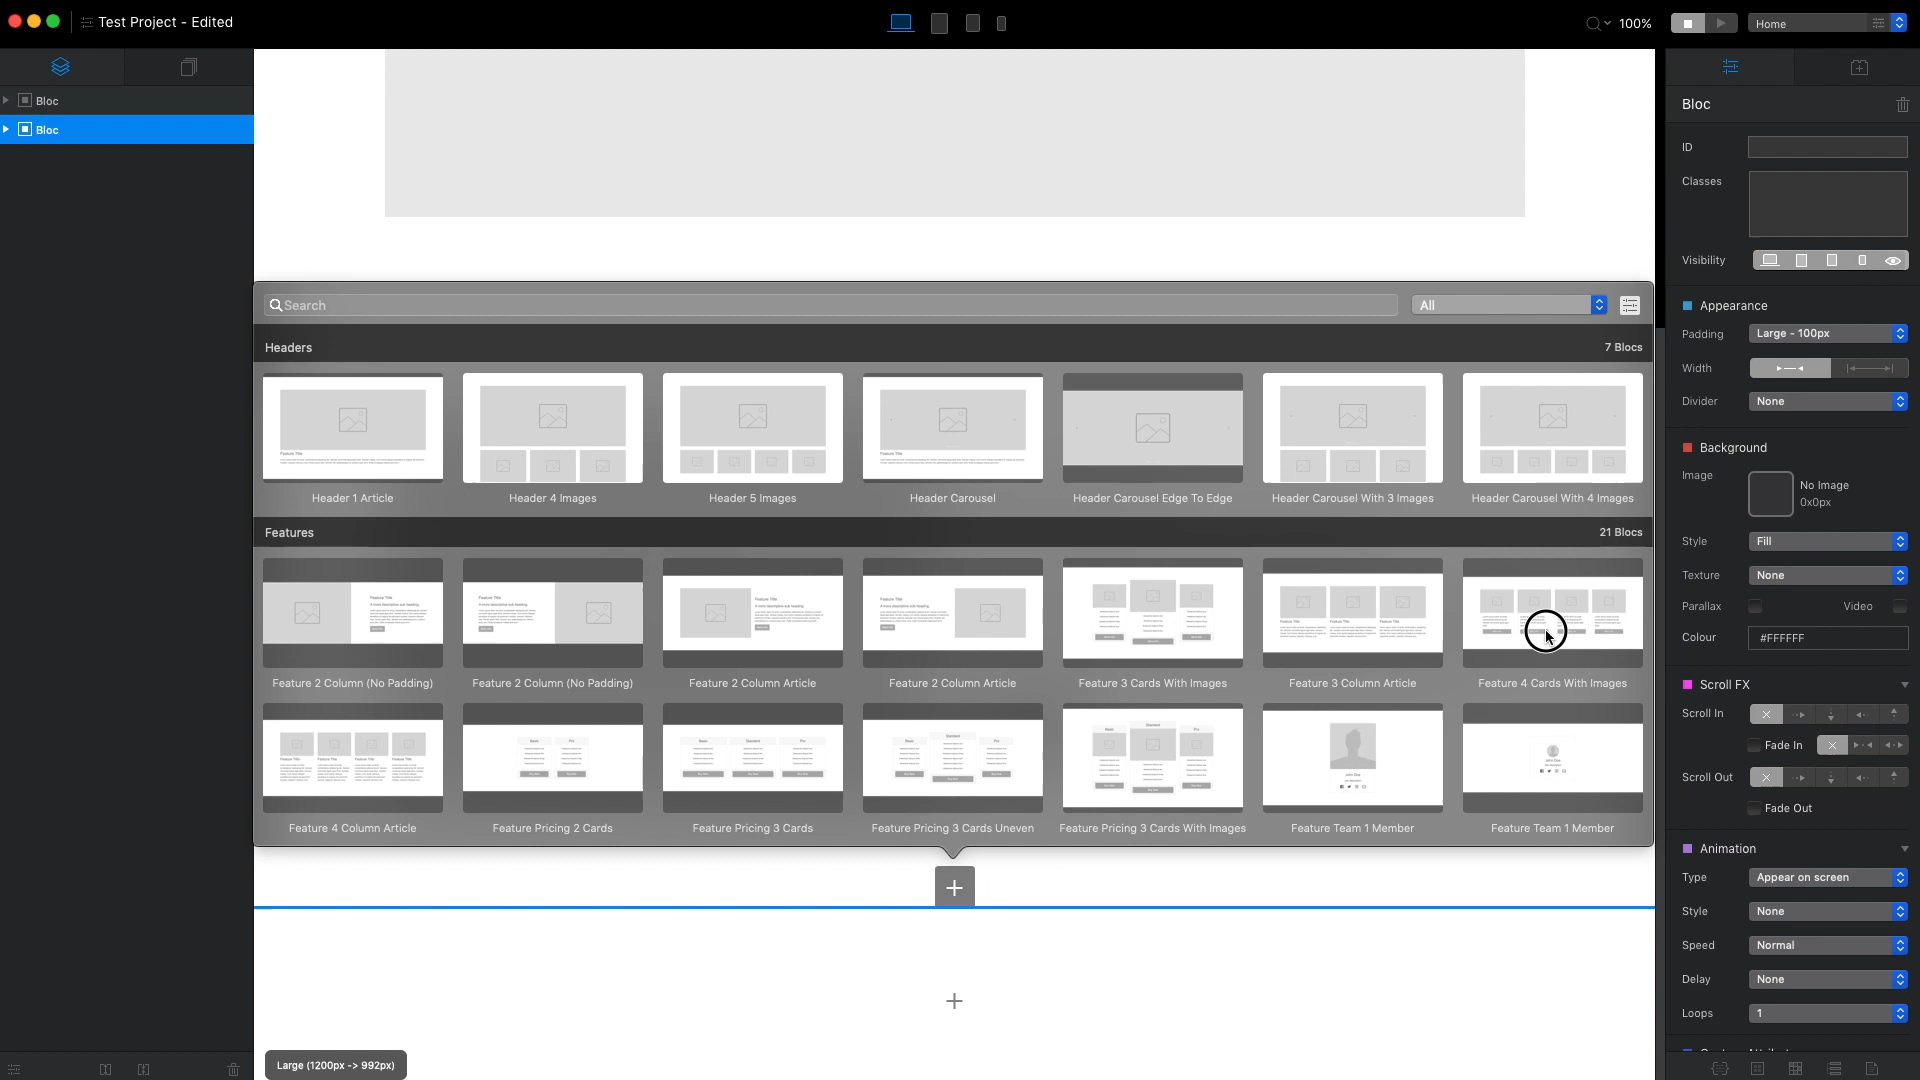 Test Project - Edited
100%
Home
Bloc
Bloc
Bloc
ID
Classes
Visibility
Search
All
Headers
7 Blocs
Header 1 Article
Header 4 Images
Header 5 Images
Header Carousel
Header Carousel Edge To Edge
Header Carousel With 3 Images
Header Carousel With 4 Images
Features
21 Blocs
Feature 2 Column (No Padding)
Feature 2 Column (No Padding)
Feature 2 Column Article
Feature 2 Column Article
Feature 3 Cards With Images
Feature 3 Column Article
Feature 4 Cards With Images
Feature 4 Column Article
Feature Pricing 2 Cards
Feature Pricing 3 Cards
Feature Pricing 3 Cards Uneven
Feature Pricing 3 Cards With Images
Feature Team 1 Member
Feature Team 1 Member
Large (1200px -> 992px)
Appearance
Padding
Large - 100px
Width
Divider
None
Background
Image
No Image
0x0px
Style
Fill
Texture
None
Parallax
Video
Colour
#FFFFFF
Scroll FX
Scroll In
Fade In
Scroll Out
Fade Out
Animation
Type
Appear on screen
Style
None
Speed
Normal
Delay
None
Loops
1